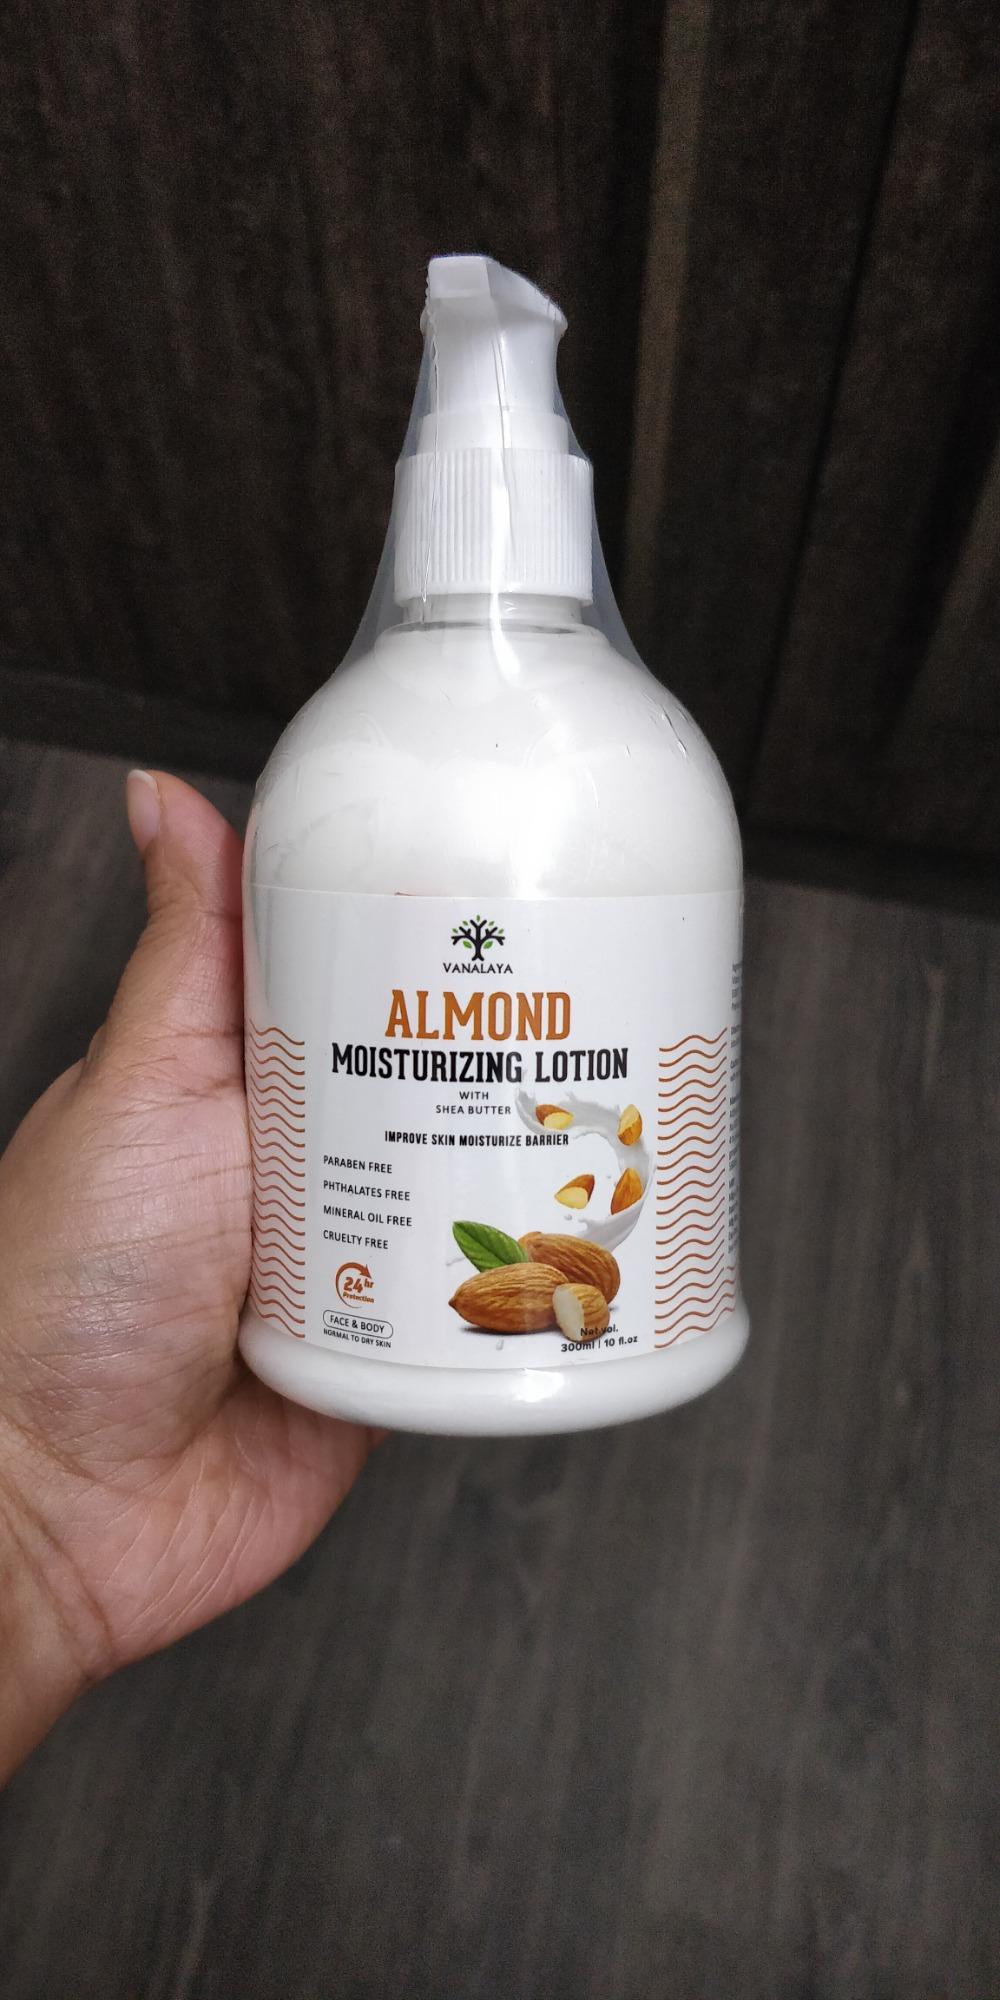 VANALAYA
ALMOND
MOISTURIZING LOTION
WITH
SHEA BUTTER
IMPROVE SKIN MOISTURIZE BARRIER
PARABEN FREE
PHTHALATES FREE
MINERAL OIL FREE
CRUELTY FREE
24hr
Protection
FACE & BODY
NORMAL TO DRY SKIN
Net.vol.
300ml | 10 fl.oz